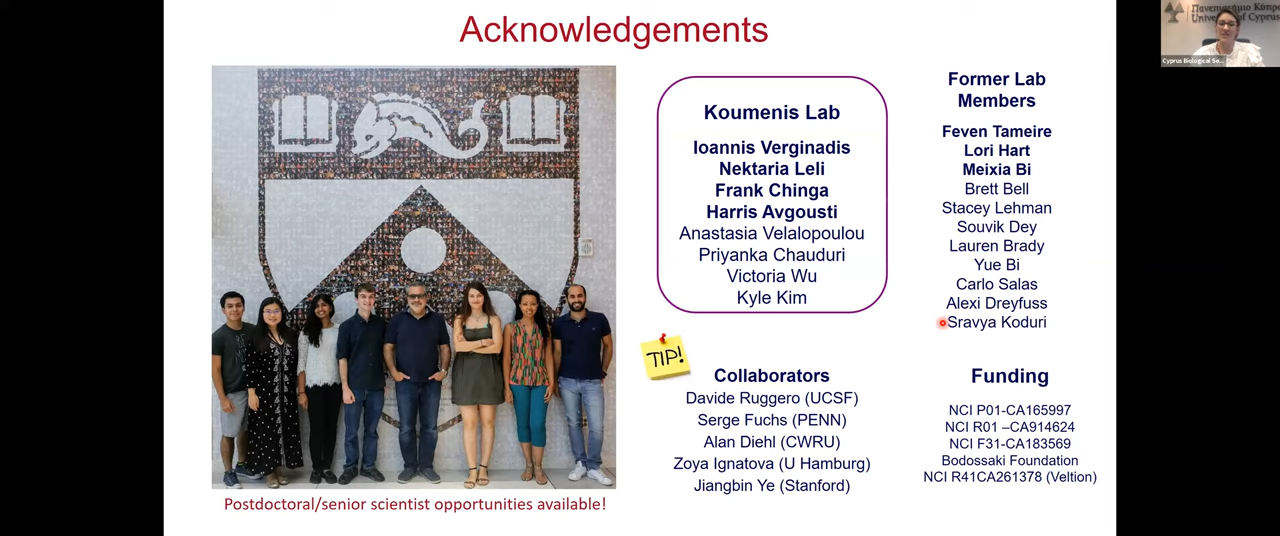 Acknowledgements
Koumenis Lab
Ioannis Verginadis
Nektaria Leli
Frank Chinga
Harris Avgousti
Anastasia Velalopoulou
Priyanka Chauduri
Victoria Wu
Kyle Kim
Former Lab
Members
Feven Tameire
Lori Hart
Meixia Bi
Brett Bell
Stacey Lehman
Souvik Dey
Lauren Brady
Yue Bi
Carlo Salas
Alexi Dreyfuss
Sravya Koduri
TIP!
Collaborators
Davide Ruggero (UCSF)
Serge Fuchs (PENN)
Alan Diehl (CWRU)
Zoya Ignatova (U Hamburg)
Jiangbin Ye (Stanford)
Funding
NCI P01-CA165997
NCI R01 –CA914624
NCI F31-CA183569
Bodossaki Foundation
NCI R41CA261378 (Veltion)
Postdoctoral/senior scientist opportunities available!
Πανεπιστήμιο Κύπρ
University of Cyprus
Cyprus Biological So...